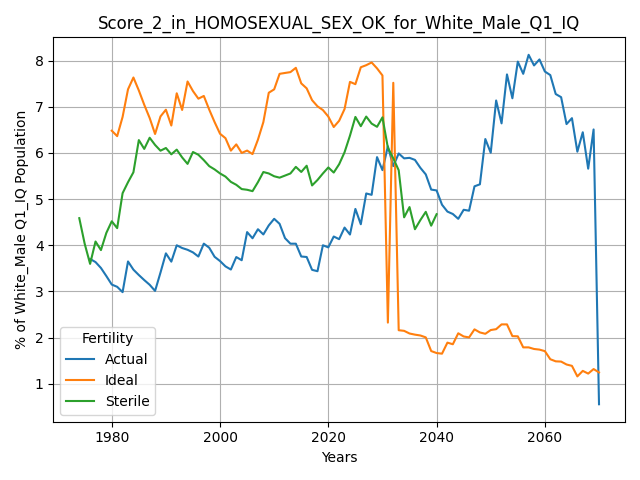 Score_2_in_HOMOSEXUAL_SEX_OK_for_White_Male_Q1_IQ
% of White_Male Q1_IQ Population
8
7
6
5
4
3
2
1
Fertility
Actual
Ideal
Sterile
1980 2000 2020 2040 2060
Years